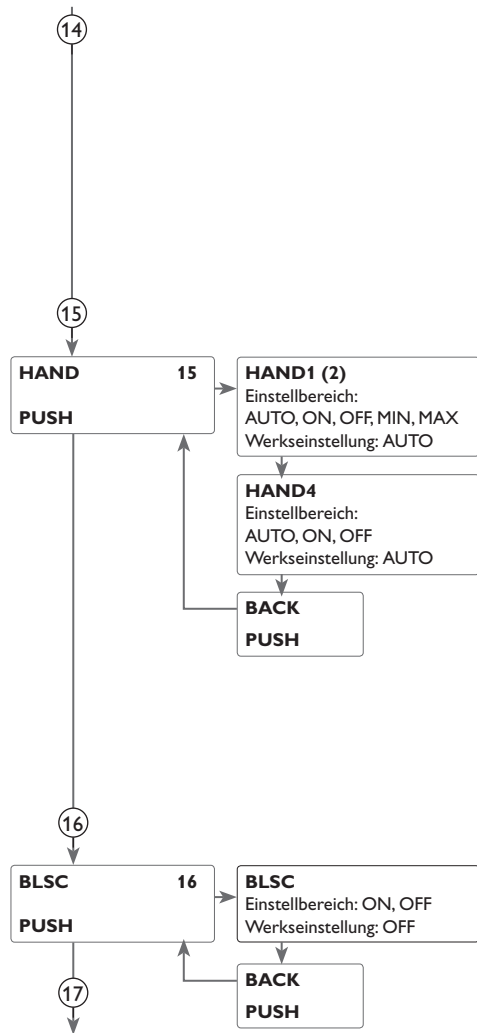 14
15
HAND 15
PUSH
HAND1 (2)
Einstellbereich:
AUTO, ON, OFF, MIN, MAX
Werkseinstellung: AUTO
HAND4
Einstellbereich:
AUTO, ON, OFF
Werkseinstellung: AUTO
BACK
PUSH
16
BLSC 16
PUSH
BLSC
Einstellbereich: ON, OFF
Werkseinstellung: OFF
BACK
PUSH
17